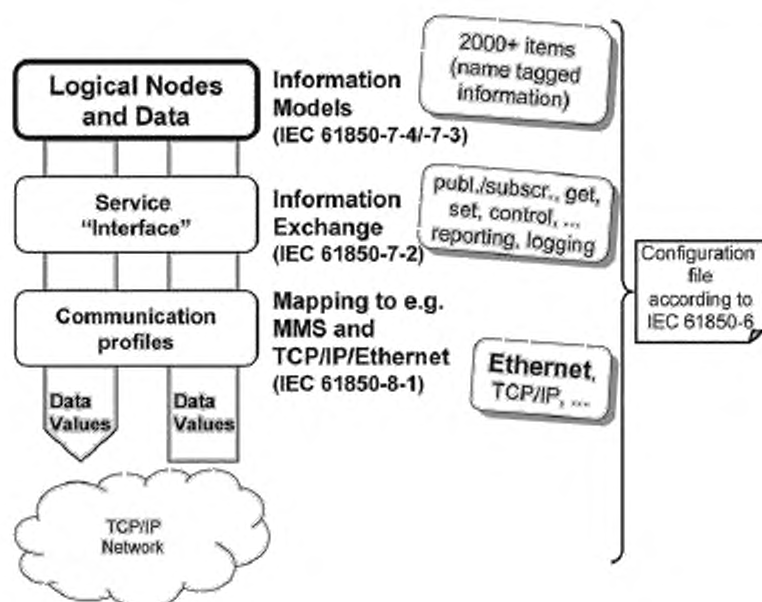 Logical Nodes
and Data
Information
Models
(IEC 61850-7-4/-7-3)
2000+ items
(name tagged
information)
Service
"Interface"
Information
Exchange
(IEC 61850-7-2)
publ./subscr., get,
set, control, ...
reporting, logging
Communication
profiles
Mapping to e.g.
MMS and
TCP/IP/Ethernet
(IEC 61850-8-1)
Ethernet,
TCP/IP, ...
Configuration
file
according to
IEC 61850-6
Data
Values
Data
Values
TCP/IP
Network